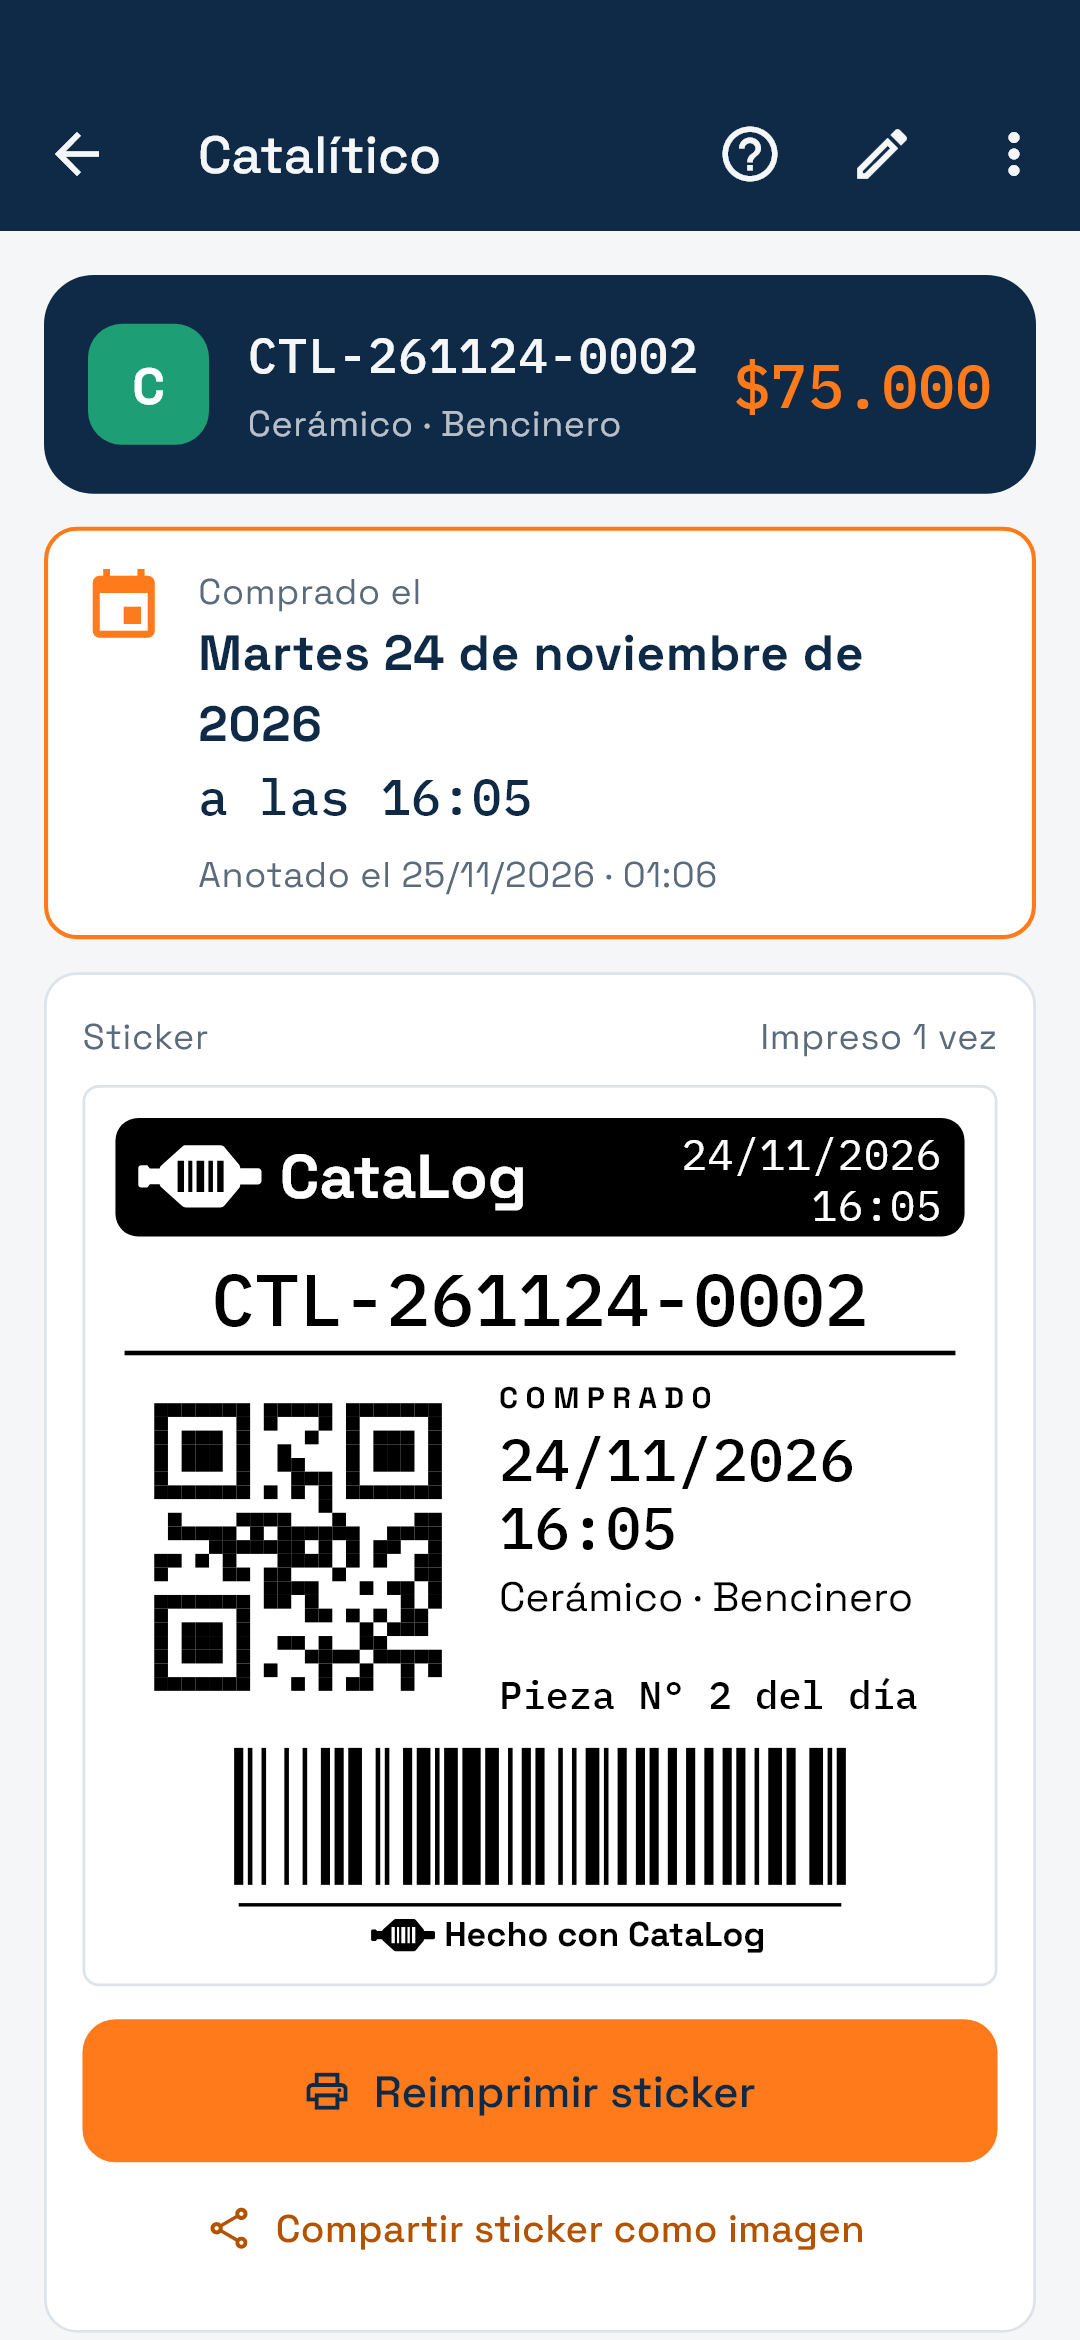 Catalítico
C
CTL-261124-0002
Cerámico · Bencinero
$75.000
Comprado el
Martes 24 de noviembre de
2026
a las 16:05
Anotado el 25/11/2026 · 01:06
Sticker
Impreso 1 vez
CataLog
24/11/2026
16:05
CTL-261124-0002
COMPRADO
24/11/2026
16:05
Cerámico · Bencinero
Pieza N° 2 del día
Hecho con CataLog
Reimprimir sticker
Compartir sticker como imagen